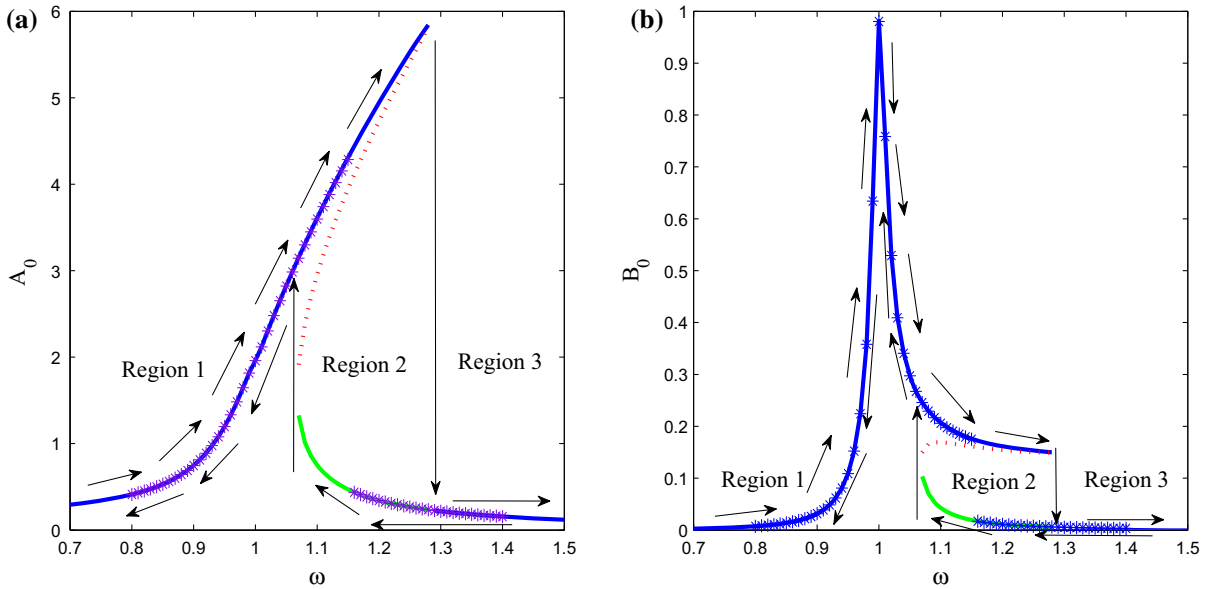 (a)
6
5
4
3
2
1
0
A0
Region 1
Region 2
Region 3
0.7 0.8 0.9 1 1.1 1.2 1.3 1.4 1.5
ω
(b)
1
0.9
0.8
0.7
0.6
0.5
0.4
0.3
0.2
0.1
0
B0
Region 1
Region 2
Region 3
0.7 0.8 0.9 1 1.1 1.2 1.3 1.4 1.5
ω